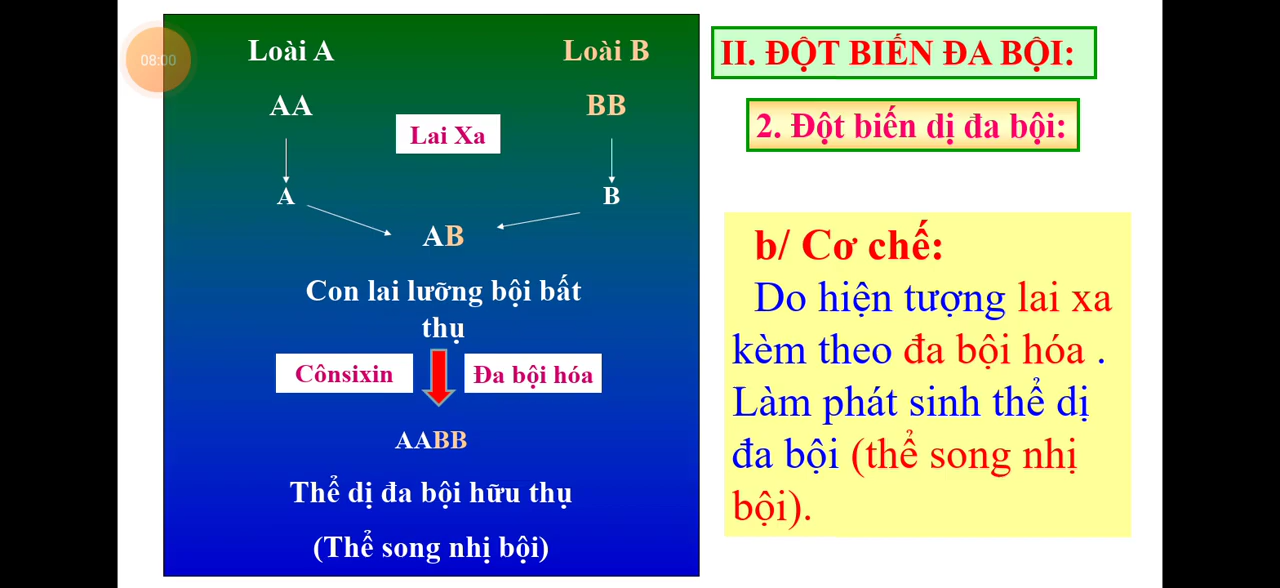 08:00
Loài A
Loài B
AA
BB
Lai Xa
A
B
AB
Con lai lưỡng bội bất
thụ
Cônsixin
Đa bội hóa
AABB
Thể dị đa bội hữu thụ
(Thể song nhị bội)
II. ĐỘT BIẾN ĐA BỘI:
2. Đột biến dị đa bội:
b/ Cơ chế:
Do hiện tượng lai xa
kèm theo đa bội hóa .
Làm phát sinh thể dị
đa bội (thể song nhị
bội).